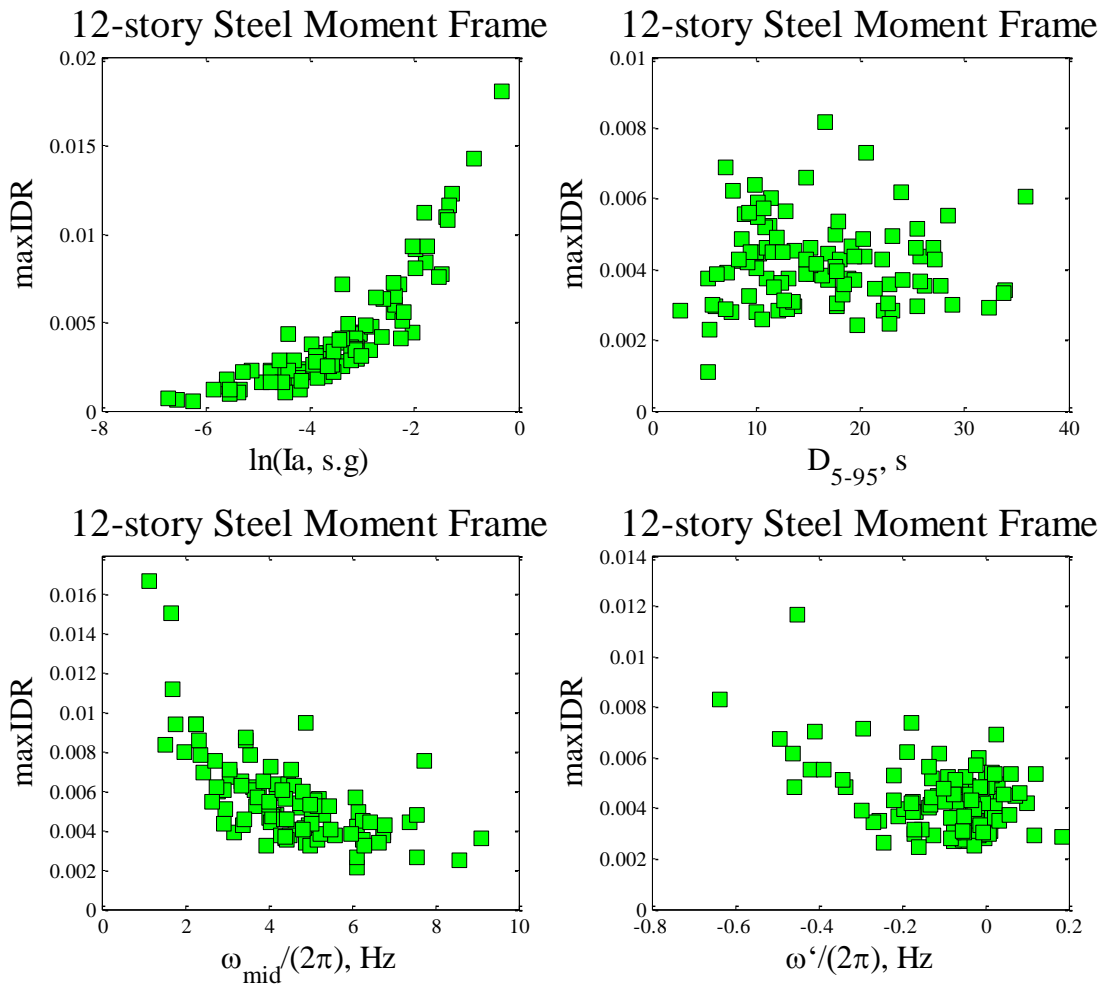 12-story Steel Moment Frame
0.02
0.015
0.01
0.005
0
maxIDR
-8 -6 -4 -2 0
ln(Ia, s.g)
12-story Steel Moment Frame
0.01
0.008
0.006
0.004
0.002
0
maxIDR
0 10 20 30 40
D5-95, s
12-story Steel Moment Frame
0.016
0.014
0.012
0.01
0.008
0.006
0.004
0.002
0
maxIDR
0 2 4 6 8 10
ωmid/(2π), Hz
12-story Steel Moment Frame
0.014
0.012
0.01
0.008
0.006
0.004
0.002
0
maxIDR
-0.8 -0.6 -0.4 -0.2 0 0.2
ω‘/(2π), Hz